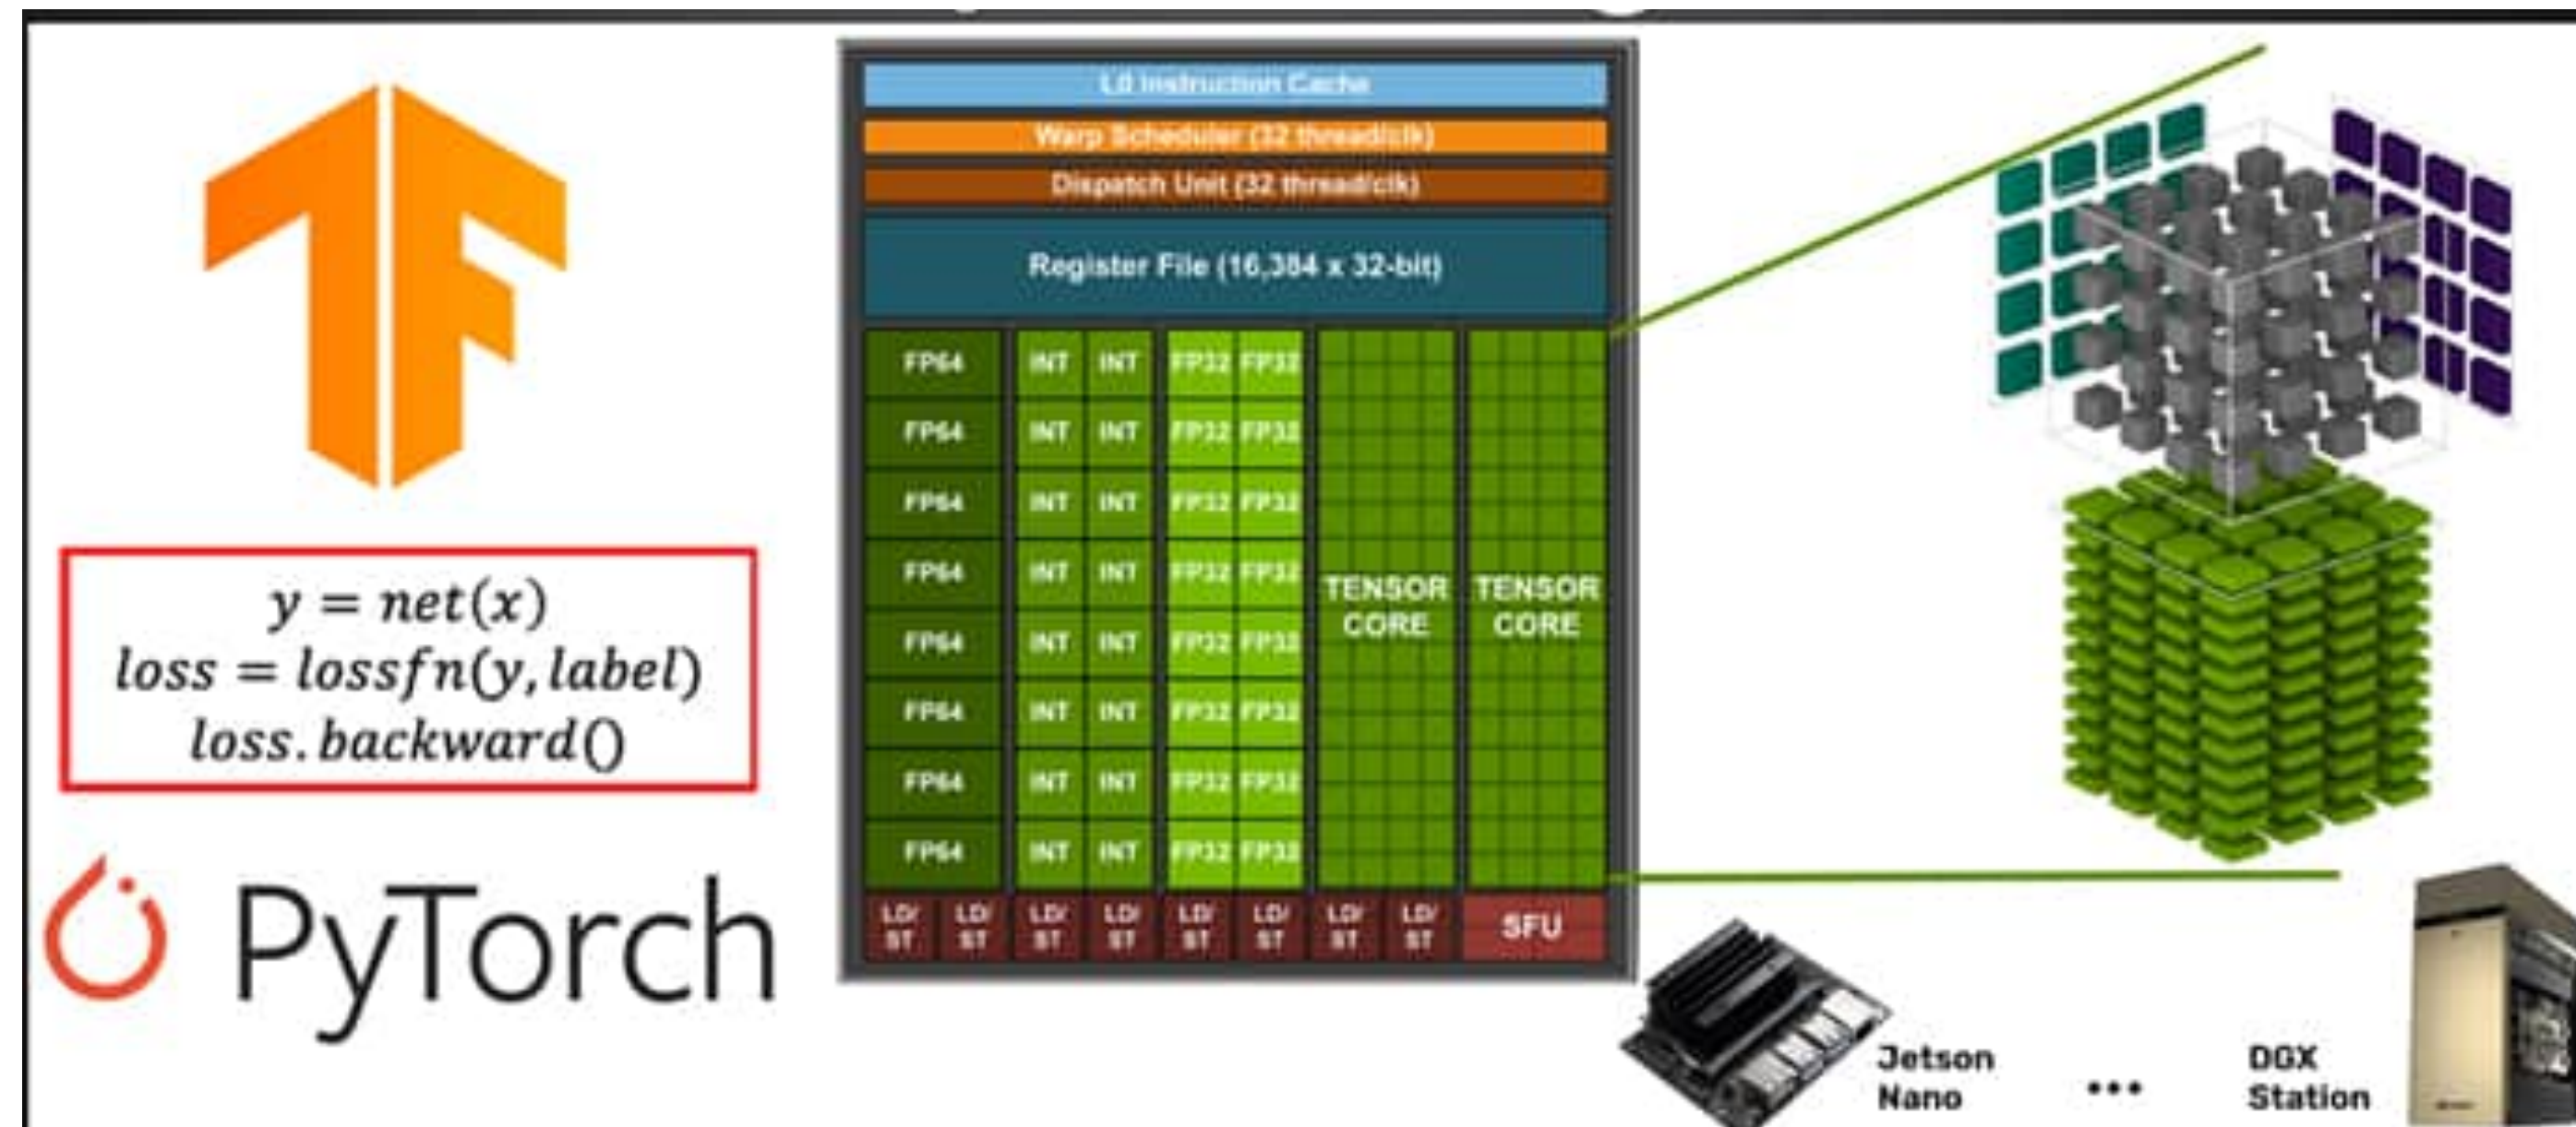 y = net(x)
loss = lossfn(y, label)
loss.backward()
PyTorch
L0 Instruction Cache
Warp Scheduler (32 thread/clk)
Dispatch Unit (32 thread/clk)
Register File (16,384 x 32-bit)
FP64 INT INT FP32 FP32
FP64 INT INT FP32 FP32
FP64 INT INT FP32 FP32
FP64 INT INT FP32 FP32
FP64 INT INT FP32 FP32
FP64 INT INT FP32 FP32
FP64 INT INT FP32 FP32
FP64 INT INT FP32 FP32
TENSOR TENSOR
CORE CORE
LD/ LD/ LD/ LD/ LD/ LD/ LD/ LD/
ST ST ST ST ST ST ST ST
SFU
Jetson
Nano
...
DGX
Station